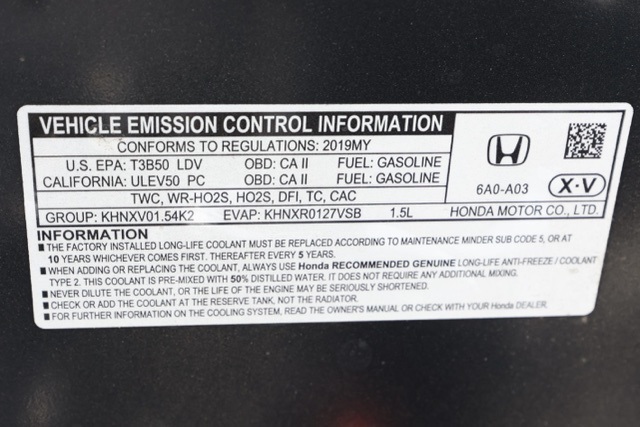 VEHICLE EMISSION CONTROL INFORMATION
CONFORMS TO REGULATIONS: 2019MY
U.S. EPA: T3B50 LDV OBD: CA II FUEL: GASOLINE
CALIFORNIA: ULEV50 PC OBD: CA II FUEL: GASOLINE
6A0-A03
X·V
TWC, WR-HO2S, HO2S, DFI, TC, CAC
GROUP: KHNXV01.54K2 EVAP: KHNXR0127VSB 1.5L HONDA MOTOR CO., LTD.
INFORMATION
■ THE FACTORY INSTALLED LONG-LIFE COOLANT MUST BE REPLACED ACCORDING TO MAINTENANCE MINDER SUB CODE 5, OR AT
10 YEARS WHICHEVER COMES FIRST. THEREAFTER EVERY 5 YEARS.
■ WHEN ADDING OR REPLACING THE COOLANT, ALWAYS USE Honda RECOMMENDED GENUINE LONG-LIFE ANTI-FREEZE / COOLANT
TYPE 2. THIS COOLANT IS PRE-MIXED WITH 50% DISTILLED WATER. IT DOES NOT REQUIRE ANY ADDITIONAL MIXING.
■ NEVER DILUTE THE COOLANT, OR THE LIFE OF THE ENGINE MAY BE SERIOUSLY SHORTENED.
■ CHECK OR ADD THE COOLANT AT THE RESERVE TANK, NOT THE RADIATOR.
■ FOR FURTHER INFORMATION ON THE COOLING SYSTEM, READ THE OWNER'S MANUAL OR CHECK WITH YOUR Honda DEALER.